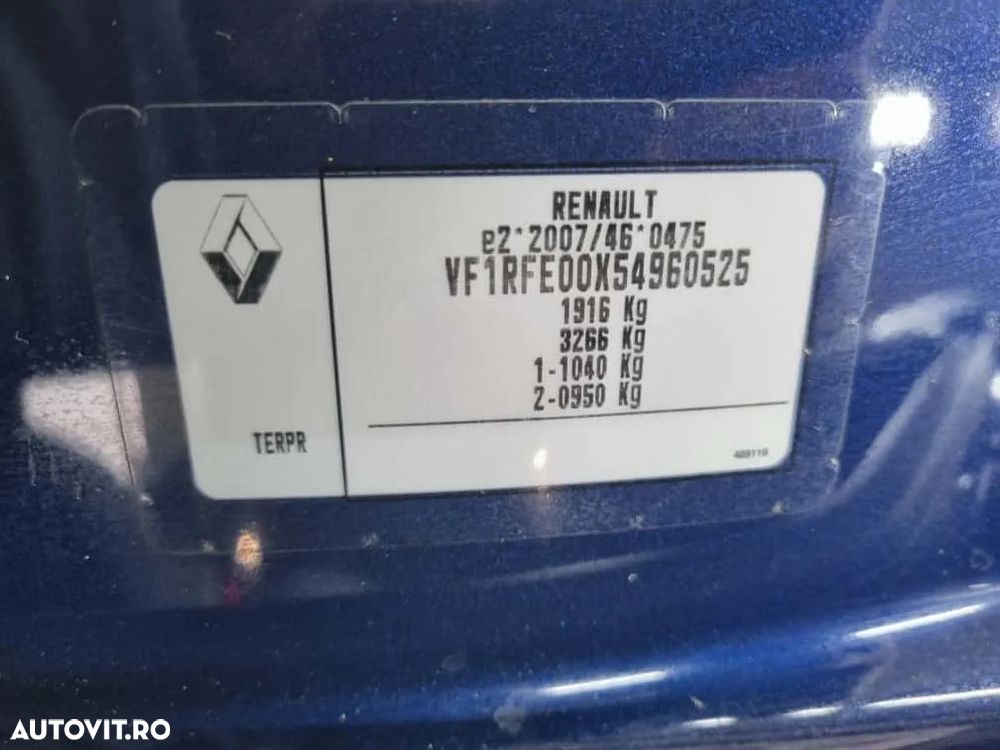 RENAULT
e2*2007/46*0475
VF1RFE00X54960525
1916 Kg
3266 Kg
1-1040 Kg
2-0950 Kg
TERPR
AUTOVIT.RO